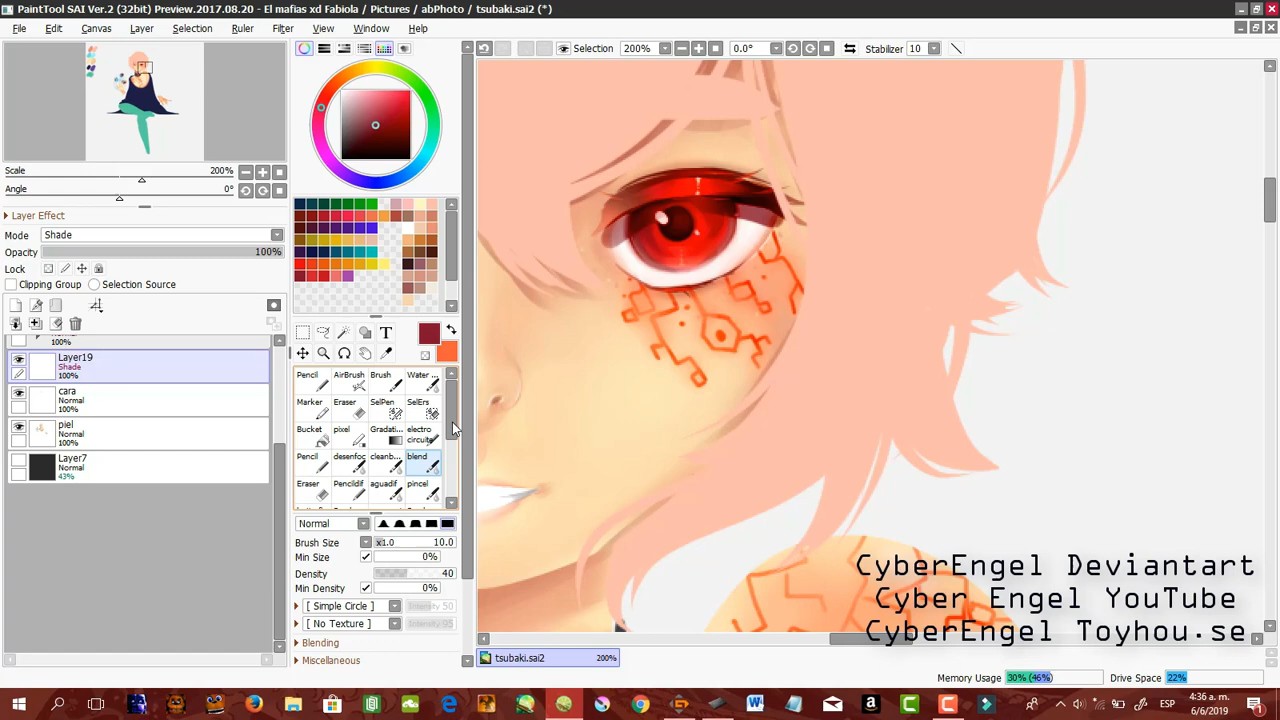 PaintTool SAI Ver.2 (32bit) Preview.2017.08.20 - El mafias xd Fabiola / Pictures / abPhoto / tsubaki.sai2 (*)
File Edit Canvas Layer Selection Ruler Filter View Window Help
Selection 200% 0.0° Stabilizer 10
Scale 200%
Angle 0°
Layer Effect
Mode Shade
Opacity 100%
Lock
Clipping Group Selection Source
100%
Layer19
Shade
100%
cara
Normal
100%
piel
Normal
100%
Layer7
Normal
43%
T
Pencil AirBrush Brush Water ...
Marker Eraser SelPen SelErs
Bucket pixel Gradati... electro circuite
Pencil desenfoc cleanb... blend
Eraser Pencildif aguadif pincel
Normal
Brush Size x1.0 10.0
Min Size 0%
Density 40
Min Density 0%
[ Simple Circle ] Intensity 50
[ No Texture ] Intensity 95
Blending
Miscellaneous
CyberEngel Deviantart
Cyber Engel YouTube
CyberEngel Toyhou.se
tsubaki.sai2 200%
Memory Usage 30% (46%) Drive Space 22%
ESP
4:36 a. m.
6/6/2019